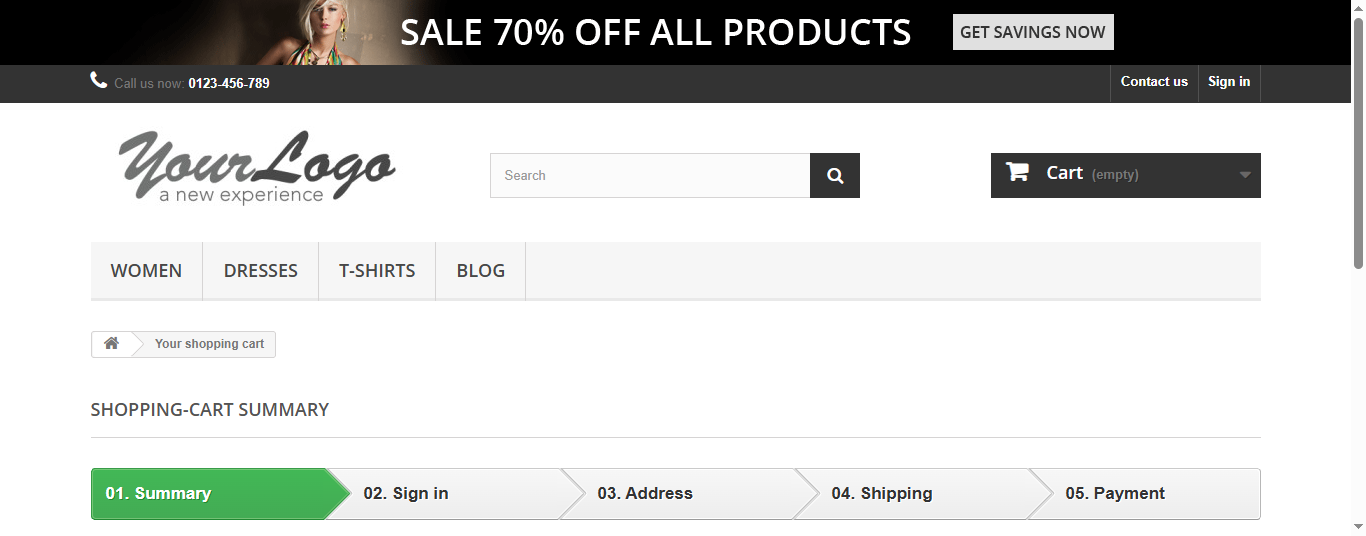 SALE 70% OFF ALL PRODUCTS
GET SAVINGS NOW
Call us now: 0123-456-789
Contact us
Sign in
YourLogo
a new experience
Search
Cart (empty)
WOMEN
DRESSES
T-SHIRTS
BLOG
Your shopping cart
SHOPPING-CART SUMMARY
01. Summary
02. Sign in
03. Address
04. Shipping
05. Payment